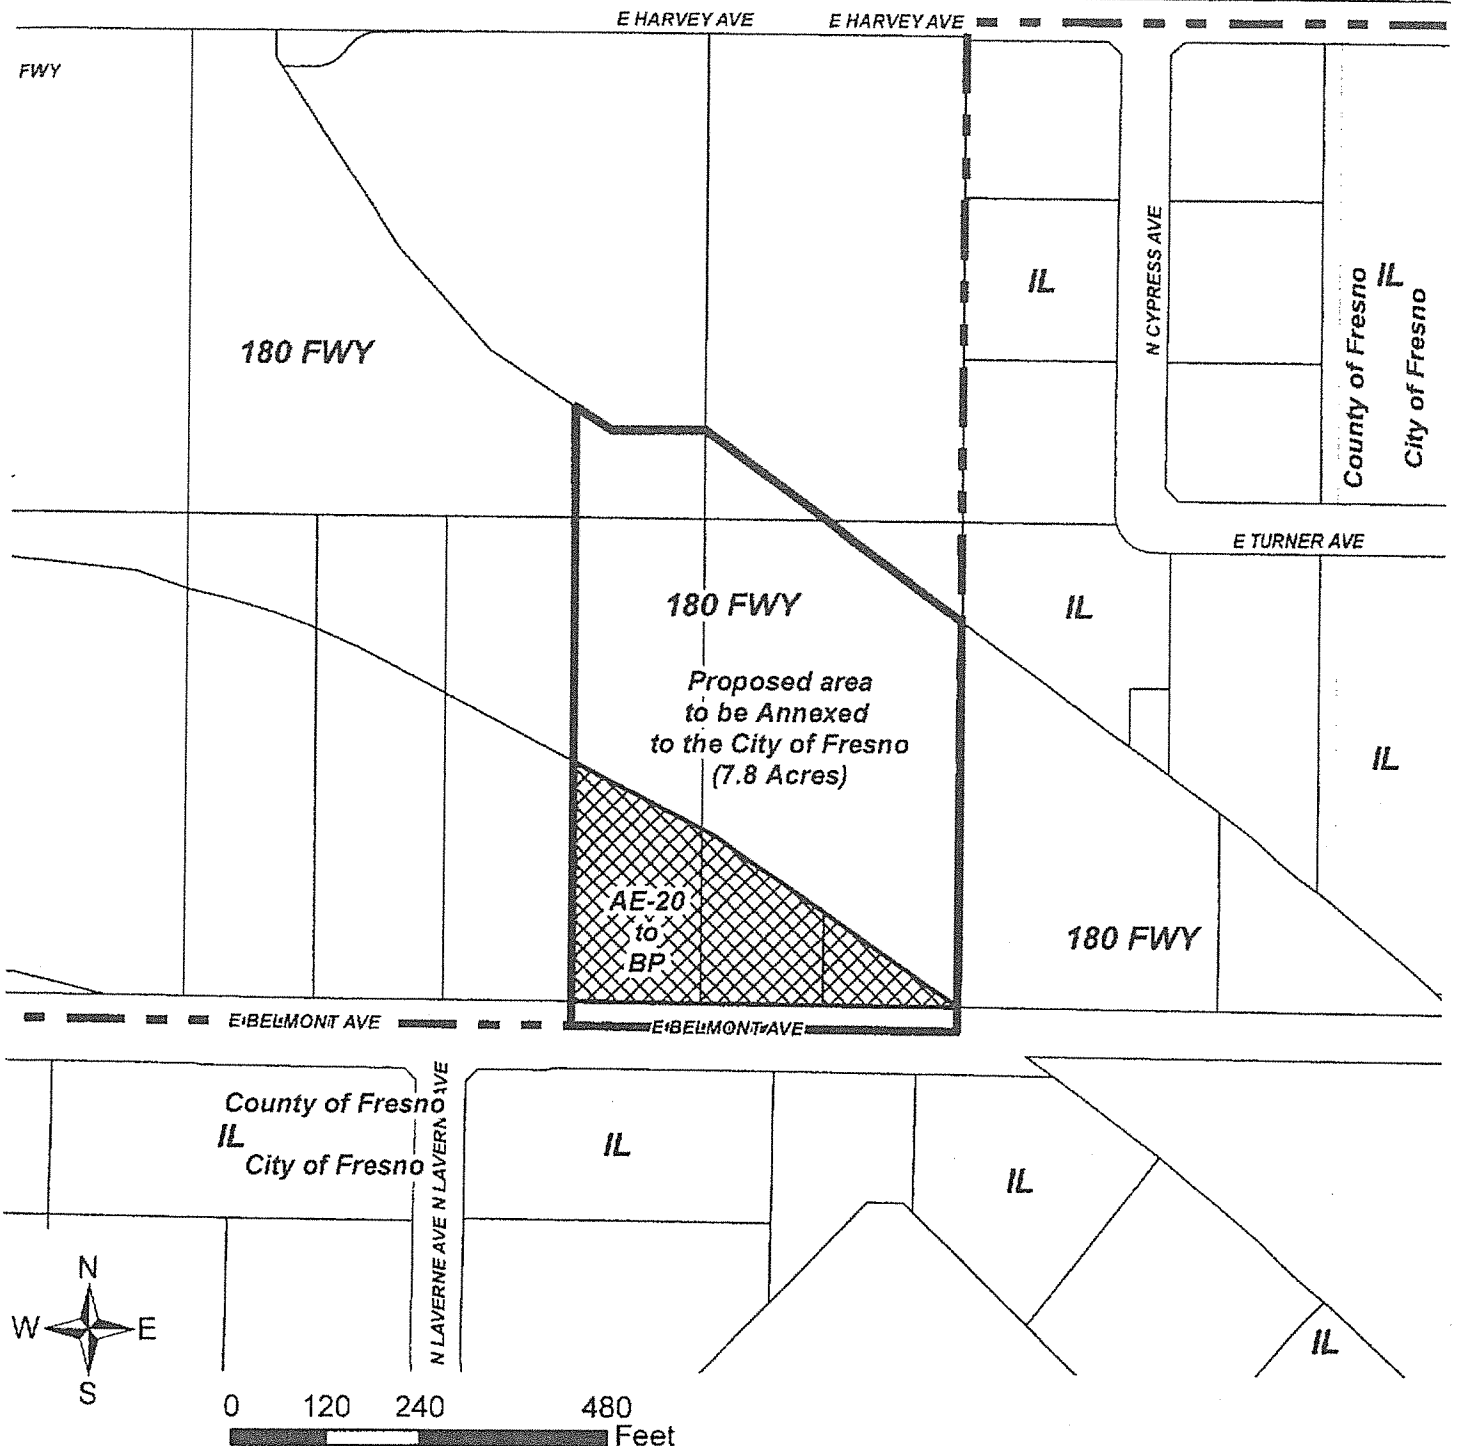 E HARVEY AVE
E HARVEY AVE
FWY
N CYPRESS AVE
IL
IL
County of Fresno
City of Fresno
180 FWY
E TURNER AVE
180 FWY
IL
Proposed area
to be Annexed
to the City of Fresno
(7.8 Acres)
IL
AE-20
to
BP
180 FWY
E BELMONT AVE
E BELMONT AVE
County of Fresno
IL
City of Fresno
N LAVERNE AVE
N LAVERNE AVE
IL
IL
IL
N
W
E
S
0 120 240 480
Feet